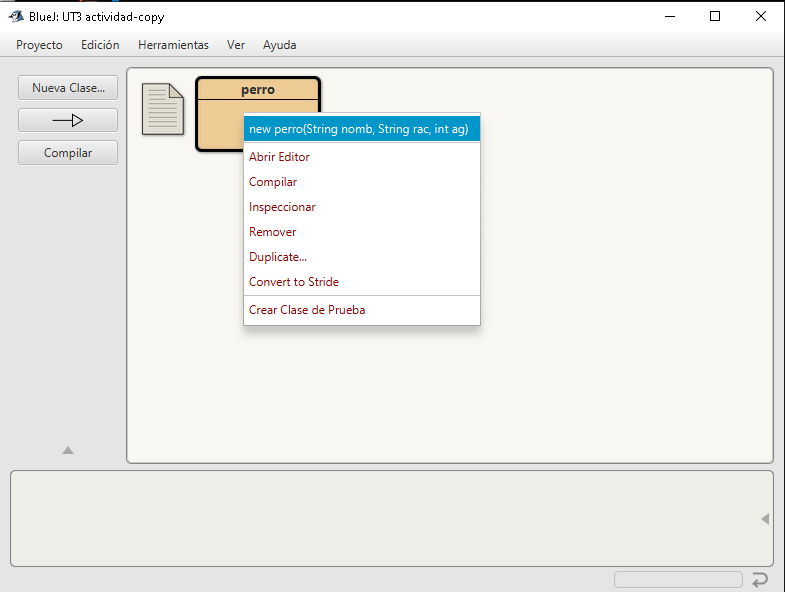 BlueJ: UT3 actividad-copy
Proyecto Edición Herramientas Ver Ayuda
Nueva Clase...
Compilar
perro
new perro(String nomb, String rac, int ag)
Abrir Editor
Compilar
Inspeccionar
Remover
Duplicate...
Convert to Stride
Crear Clase de Prueba